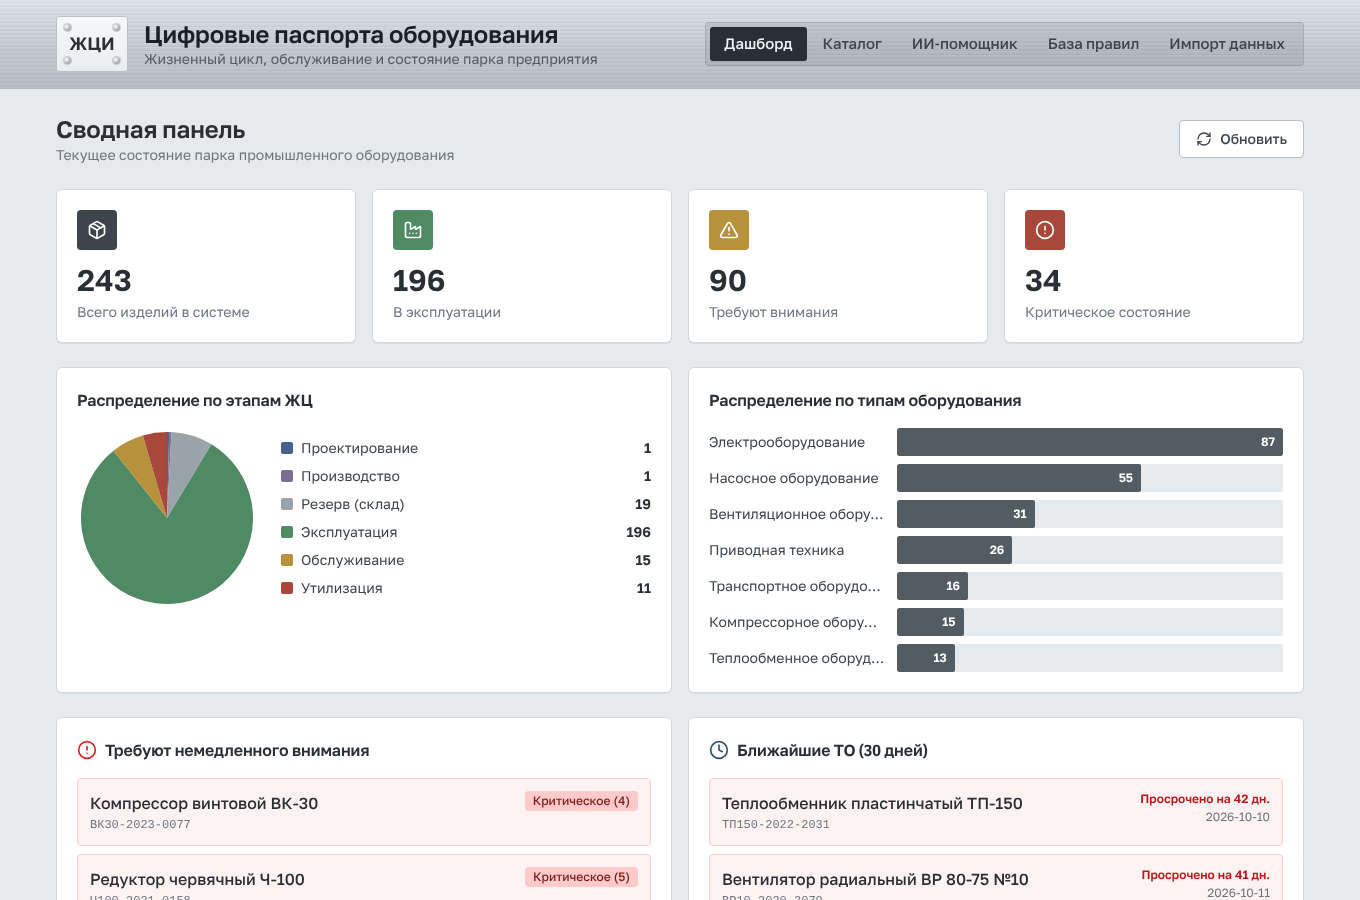 ЖЦИ
Цифровые паспорта оборудования
Жизненный цикл, обслуживание и состояние парка предприятия
Дашборд
Каталог
ИИ-помощник
База правил
Импорт данных
Сводная панель
Текущее состояние парка промышленного оборудования
Обновить
243
Всего изделий в системе
196
В эксплуатации
90
Требуют внимания
34
Критическое состояние
Распределение по этапам ЖЦ
Проектирование 1
Производство 1
Резерв (склад) 19
Эксплуатация 196
Обслуживание 15
Утилизация 11
Распределение по типам оборудования
Электрооборудование 87
Насосное оборудование 55
Вентиляционное обору... 31
Приводная техника 26
Транспортное оборудо... 16
Компрессорное обору... 15
Теплообменное оборуд... 13
Требуют немедленного внимания
Компрессор винтовой ВК-30
Критическое (4)
ВК30-2023-0077
Редуктор червячный Ч-100
Критическое (5)
Ч100-2021-0158
Ближайшие ТО (30 дней)
Теплообменник пластинчатый ТП-150
Просрочено на 42 дн.
ТП150-2022-2031
2026-10-10
Вентилятор радиальный ВР 80-75 №10
Просрочено на 41 дн.
ВР10-2020-2079
2026-10-11